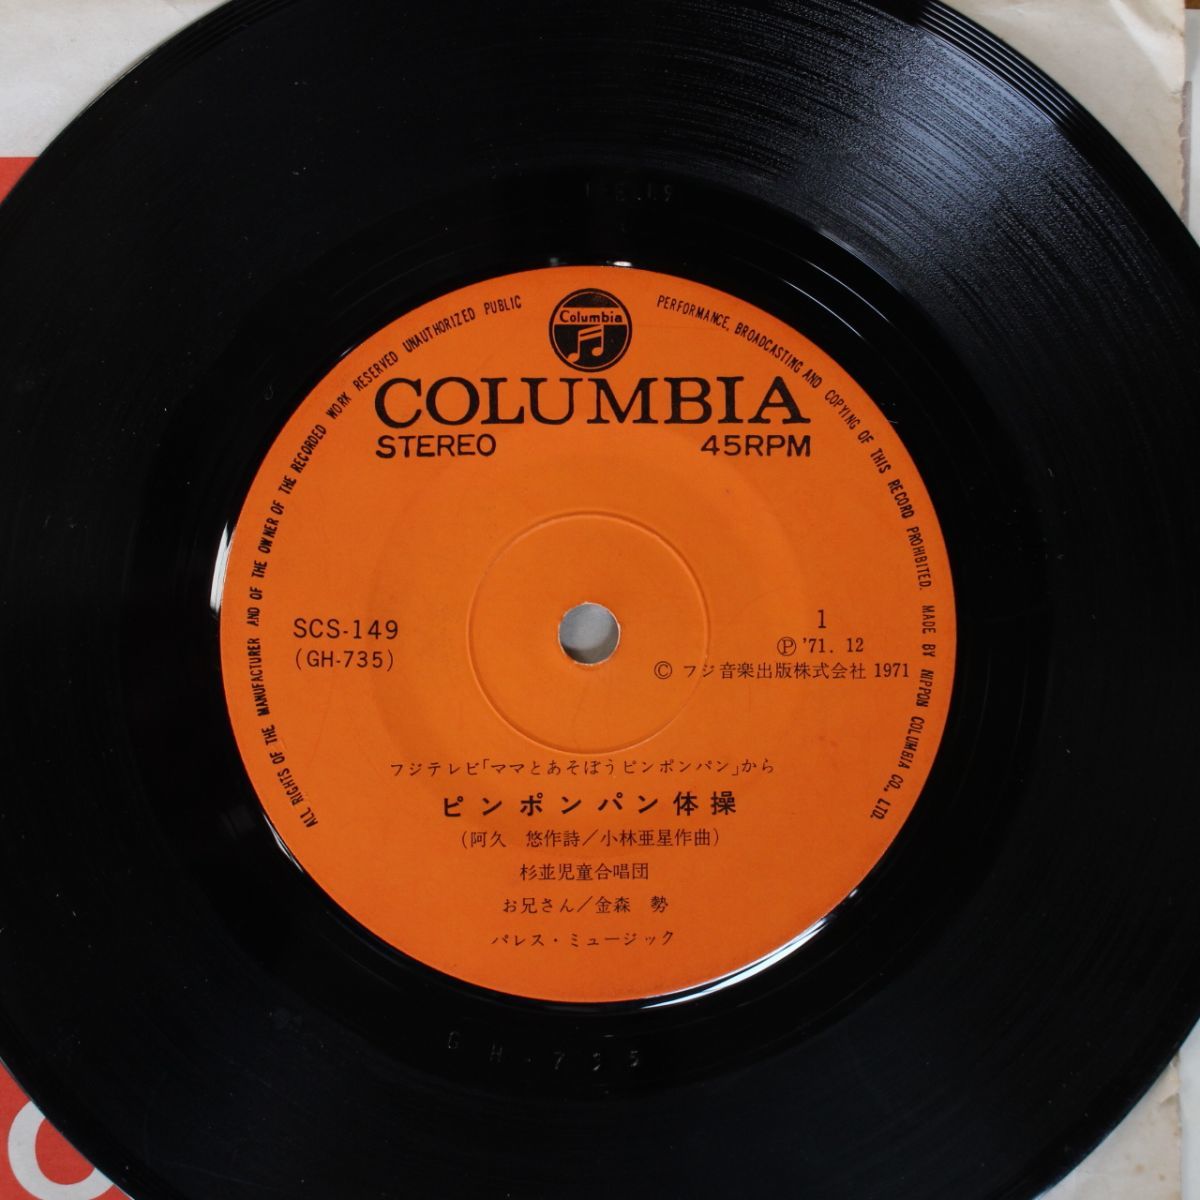 Columbia
COLUMBIA
STEREO 45RPM
ALL RIGHTS OF THE MANUFACTURER AND OF THE OWNER OF THE RECORDED WORK RESERVED UNAUTHORIZED PUBLIC PERFORMANCE, BROADCASTING AND COPYING OF THIS RECORD PROHIBITED. MADE BY NIPPON COLUMBIA CO., LTD.
SCS-149
(GH-735)
1
Ⓟ '71. 12
© フジ音楽出版株式会社 1971
フジテレビ「ママとあそぼうピンポンパン」から
ピンポンパン体操
(阿久 悠作詩/小林亜星作曲)
杉並児童合唱団
お兄さん/金森 勢
パレス・ミュージック
GH-735